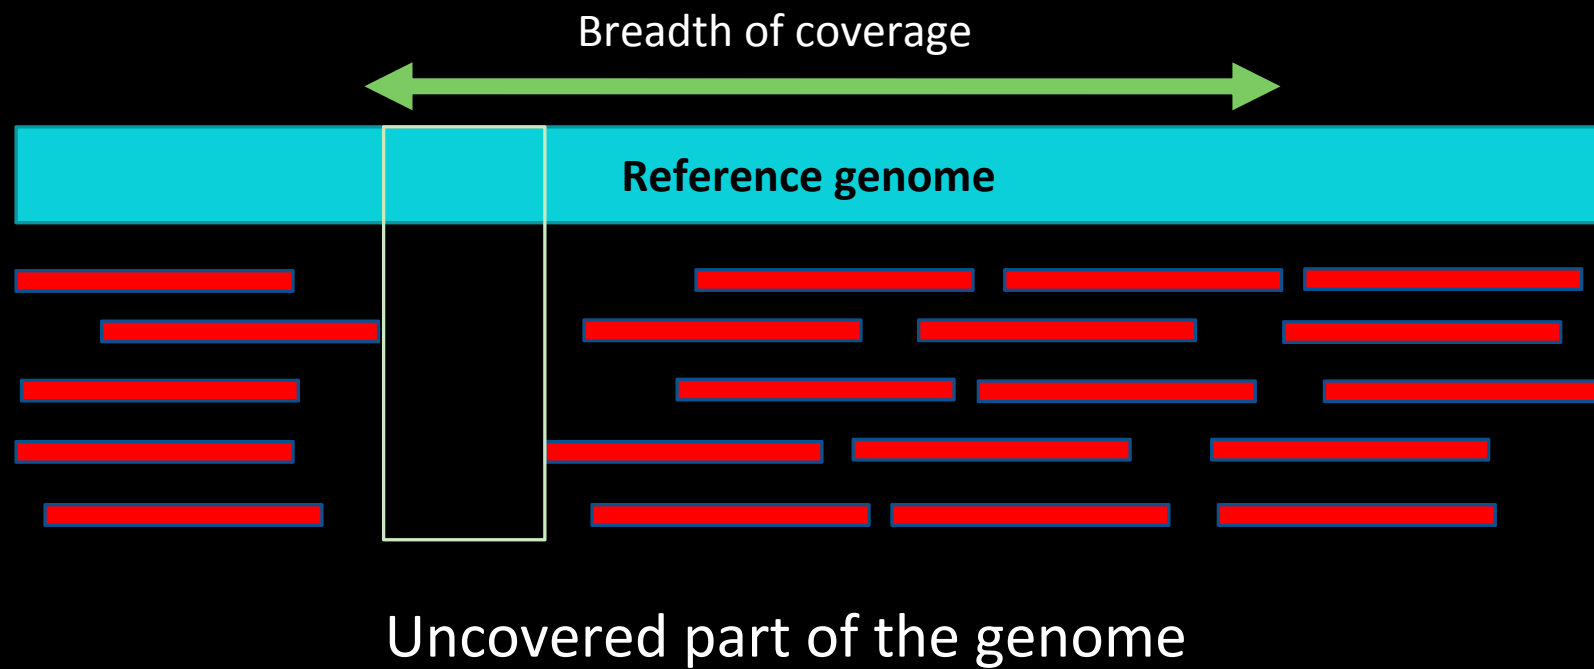 Breadth of coverage
Reference genome
Uncovered part of the genome